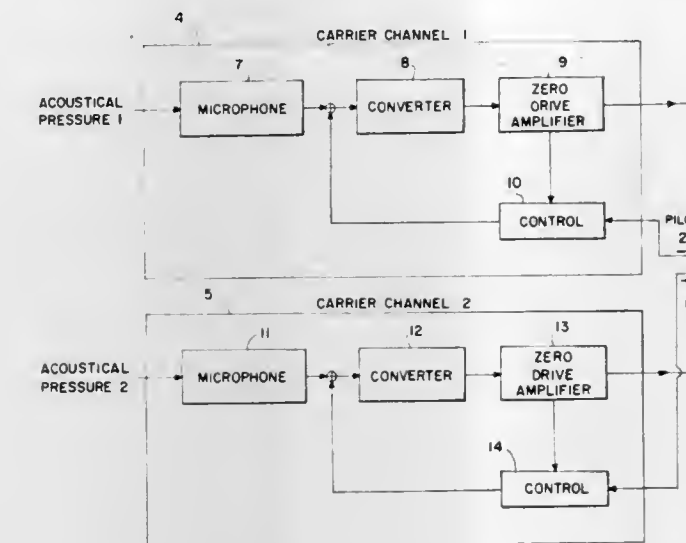 4
CARRIER CHANNEL 1
7
8
9
ACOUSTICAL
PRESSURE 1
MICROPHONE
CONVERTER
ZERO
DRIVE
AMPLIFIER
10
CONTROL
2
5
CARRIER CHANNEL 2
11
12
13
ACOUSTICAL
PRESSURE 2
MICROPHONE
CONVERTER
ZERO
DRIVE
AMPLIFIER
14
CONTROL